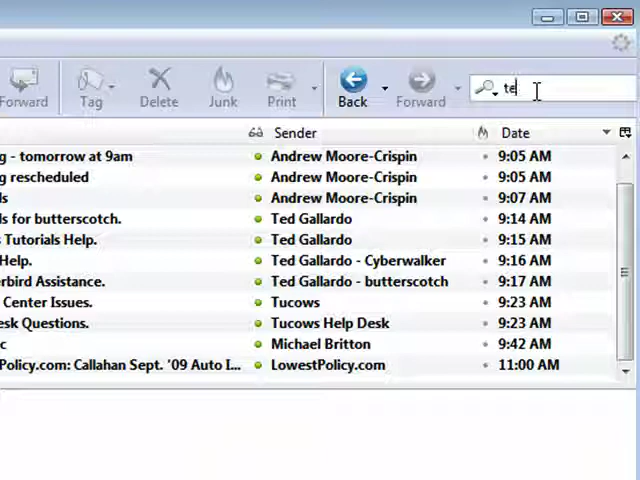 te
Forward Tag Delete Junk Print Back Forward
Sender Date
g - tomorrow at 9am Andrew Moore-Crispin 9:05 AM
g rescheduled Andrew Moore-Crispin 9:05 AM
ls Andrew Moore-Crispin 9:07 AM
ls for butterscotch. Ted Gallardo 9:14 AM
s Tutorials Help. Ted Gallardo 9:15 AM
Help. Ted Gallardo - Cyberwalker 9:16 AM
erbird Assistance. Ted Gallardo - butterscotch 9:17 AM
Center Issues. Tucows 9:23 AM
esk Questions. Tucows Help Desk 9:23 AM
c Michael Britton 9:42 AM
Policy.com: Callahan Sept. '09 Auto I... LowestPolicy.com 11:00 AM